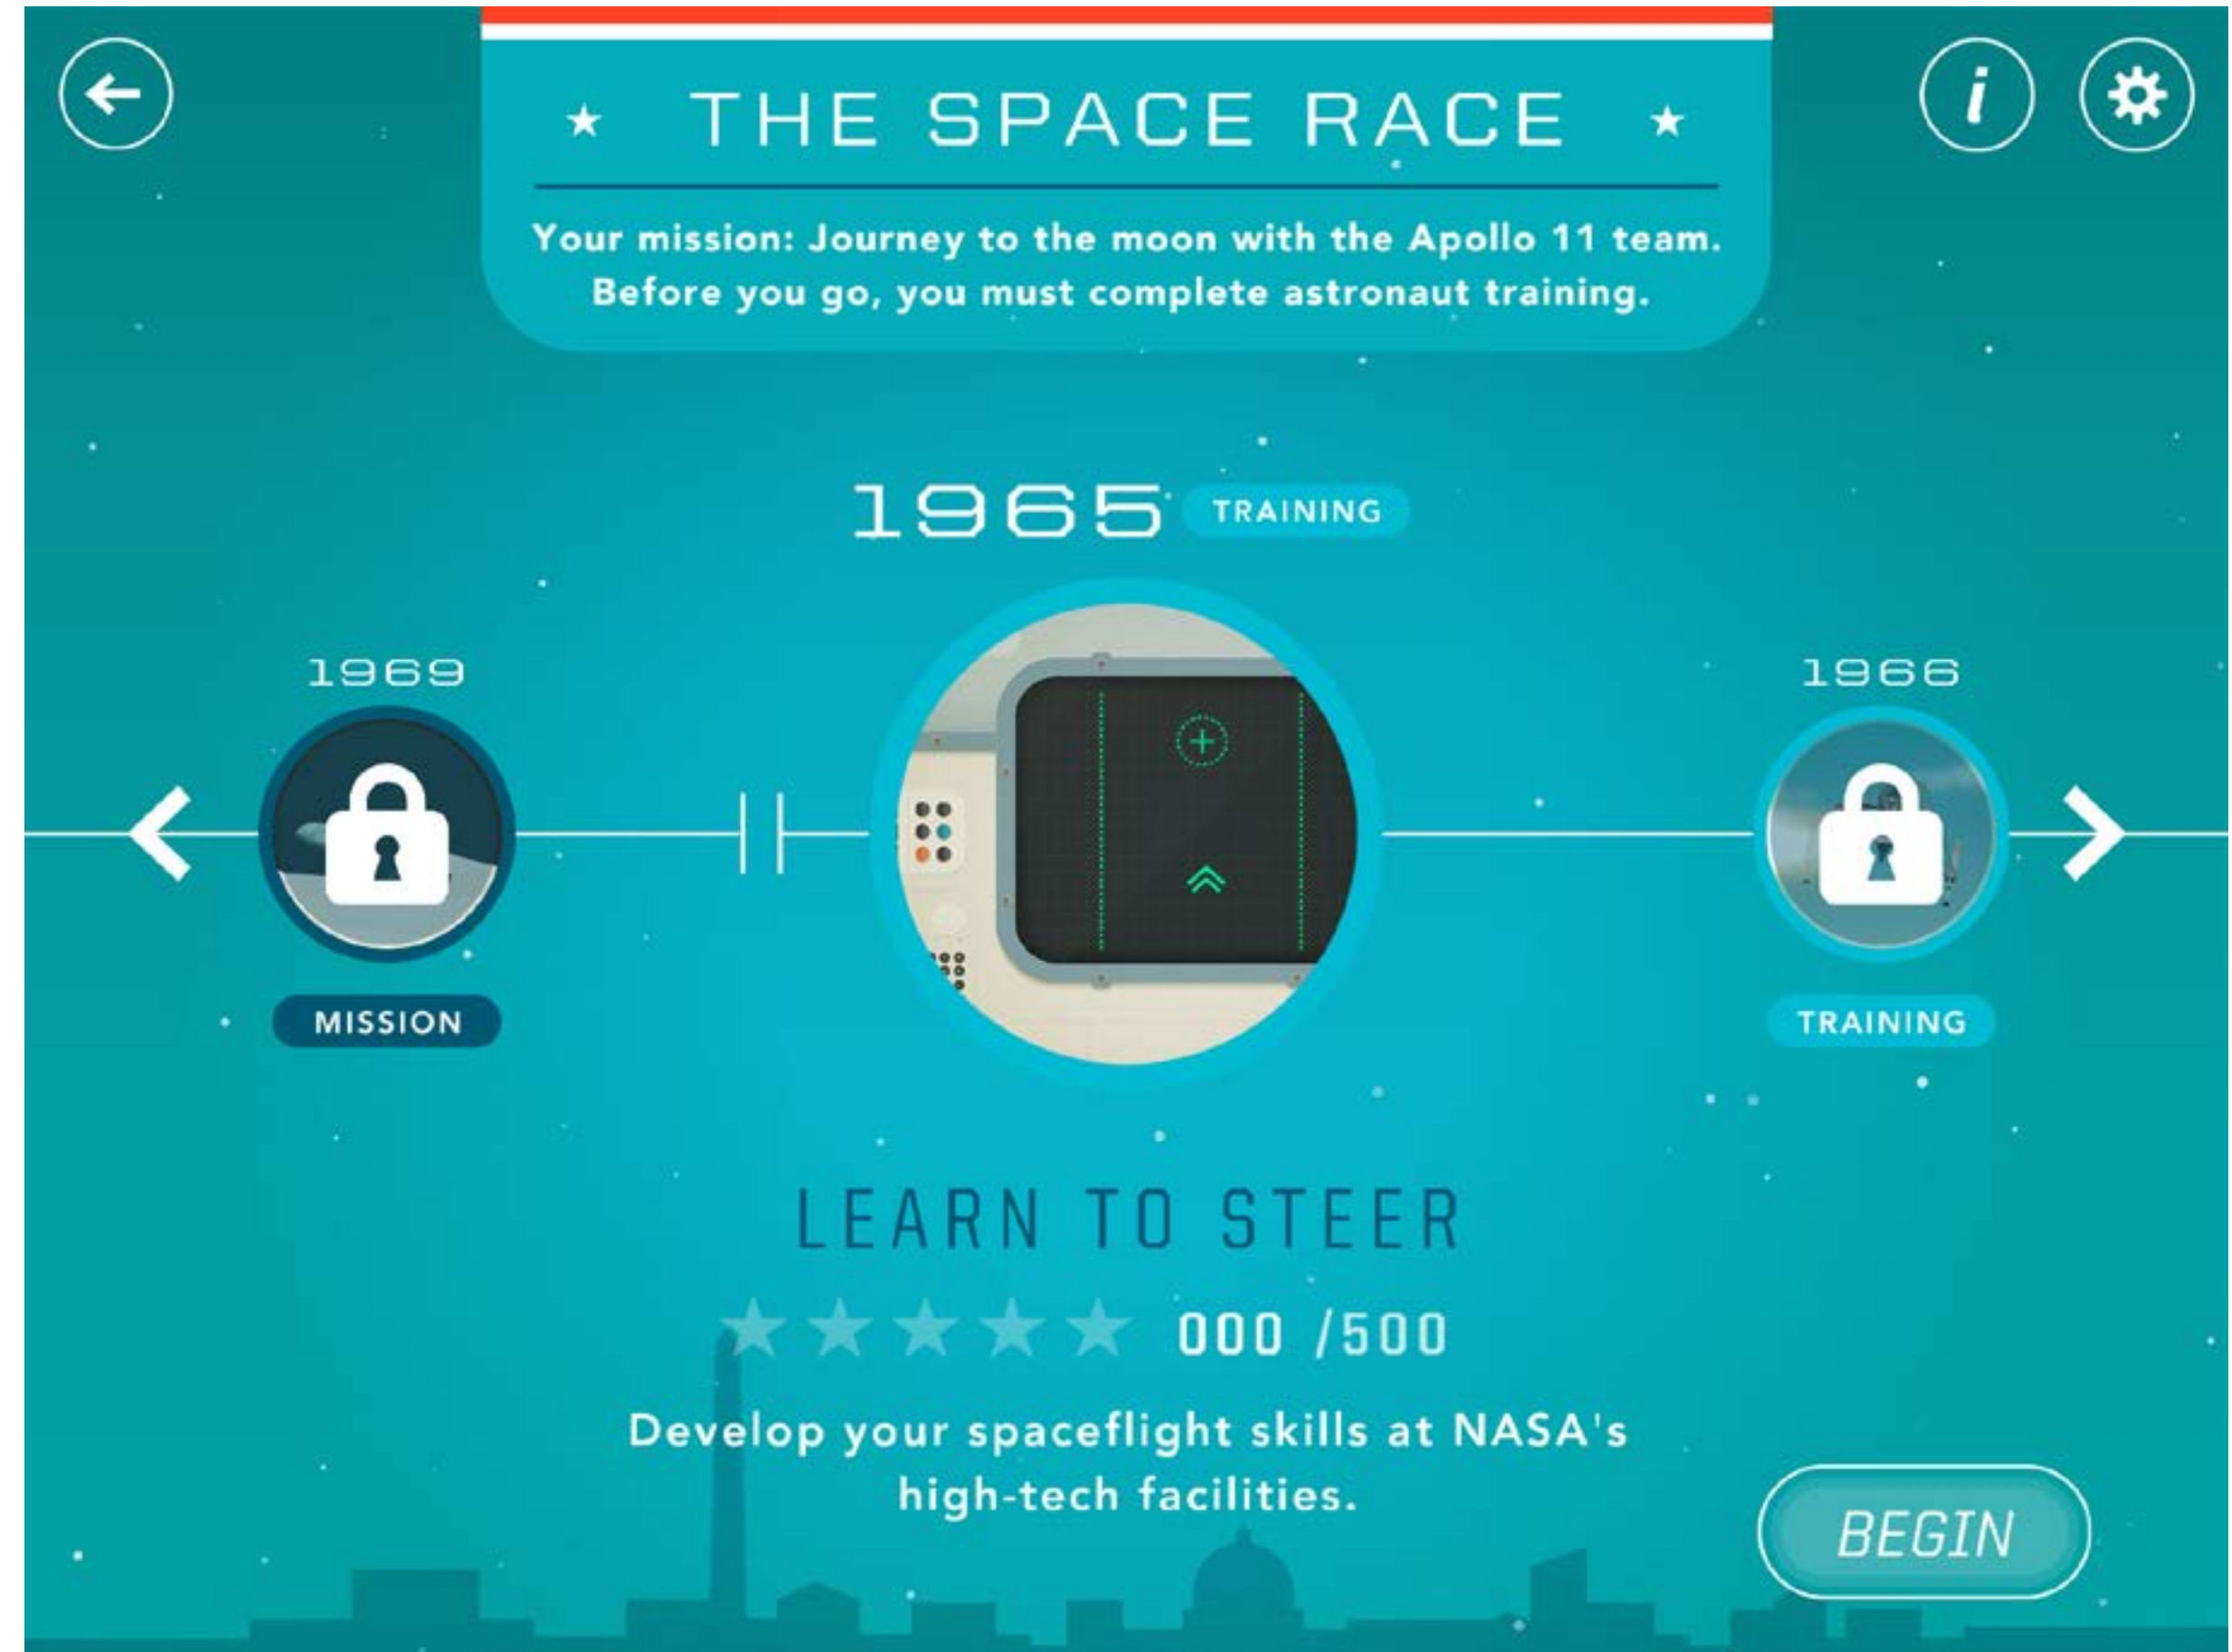 THE SPACE RACE
Your mission: Journey to the moon with the Apollo 11 team.
Before you go, you must complete astronaut training.
1965 TRAINING
1969
MISSION
1966
TRAINING
LEARN TO STEER
000 /500
Develop your spaceflight skills at NASA's
high-tech facilities.
BEGIN